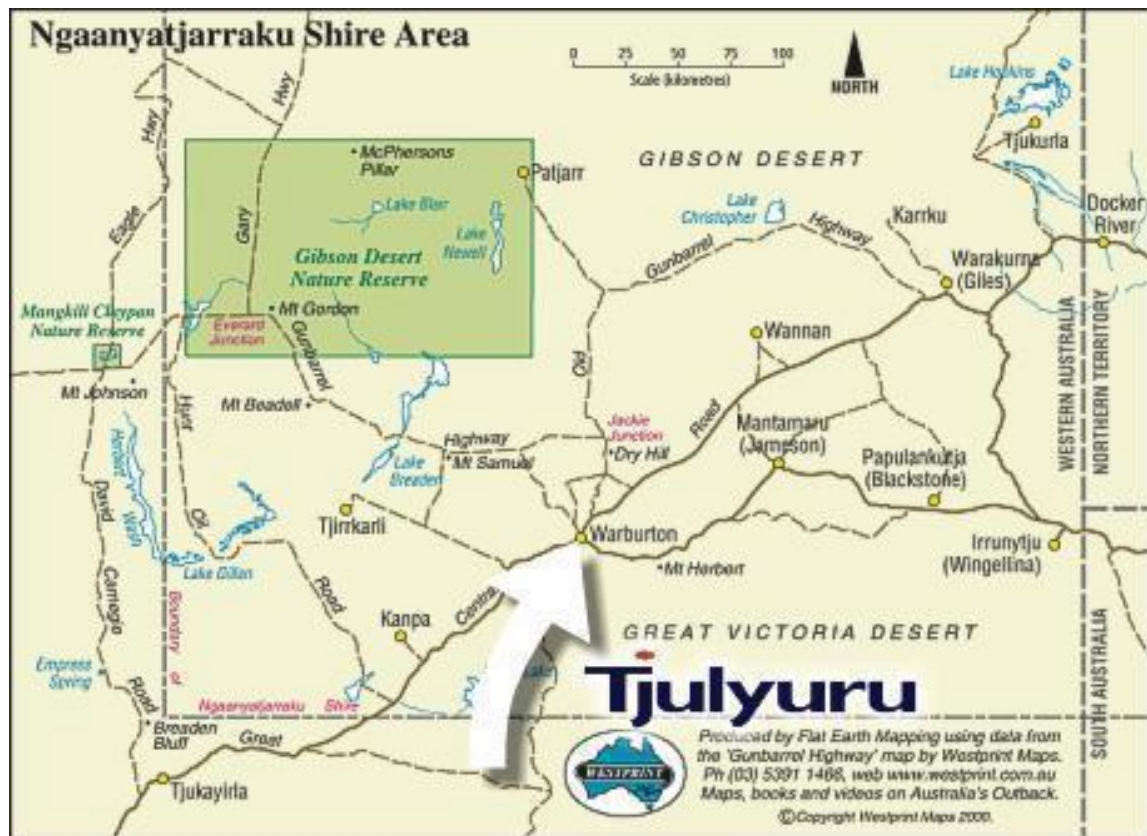 Ngaanyatjarraku Shire Area
0 25 50 75 100
Scale (kilometres)
NORTH
Lake Hopkins
Tjukurla
Hwy
Hwy
McPhersons
Pillar
Patjarr
GIBSON DESERT
Docker
River
Lake Blair
Lake
Newell
Lake
Christopher
Karrku
Eagle
Gary
Gunbarrel
Highway
Warakurna
(Giles)
Gibson Desert
Nature Reserve
Mangkili Claypan
Nature Reserve
Mt Gordon
Everard
Junction
Gunbarrel
Wannan
WESTERN AUSTRALIA
NORTHERN TERRITORY
Mt Johnson
Hunt
Mt Beadell
Oil
Road
Jackie
Junction
Mantamaru
(Jameson)
Highway
Mt Samuel
Dry Hill
Papulankutja
(Blackstone)
Herbert
Wash
Lake
Breaden
David
Oil
Tjirrkarli
Warburton
Irrunytju
(Wingellina)
Lake Gillen
Road
Mt Herbert
Carnegie
Central
Kanpa
GREAT VICTORIA DESERT
Boundary of
Ngaanyatjarraku Shire
Empress
Spring
Lake
Tjulyuru
SOUTH AUSTRALIA
Road
Breaden
Bluff
Great
Tjukayirla
WESTPRINT
Produced by Flat Earth Mapping using data from
the 'Gunbarrel Highway' map by Westprint Maps.
Ph (03) 5391 1466, web www.westprint.com.au
Maps, books and videos on Australia's Outback.
©Copyright Westprint Maps 2000.